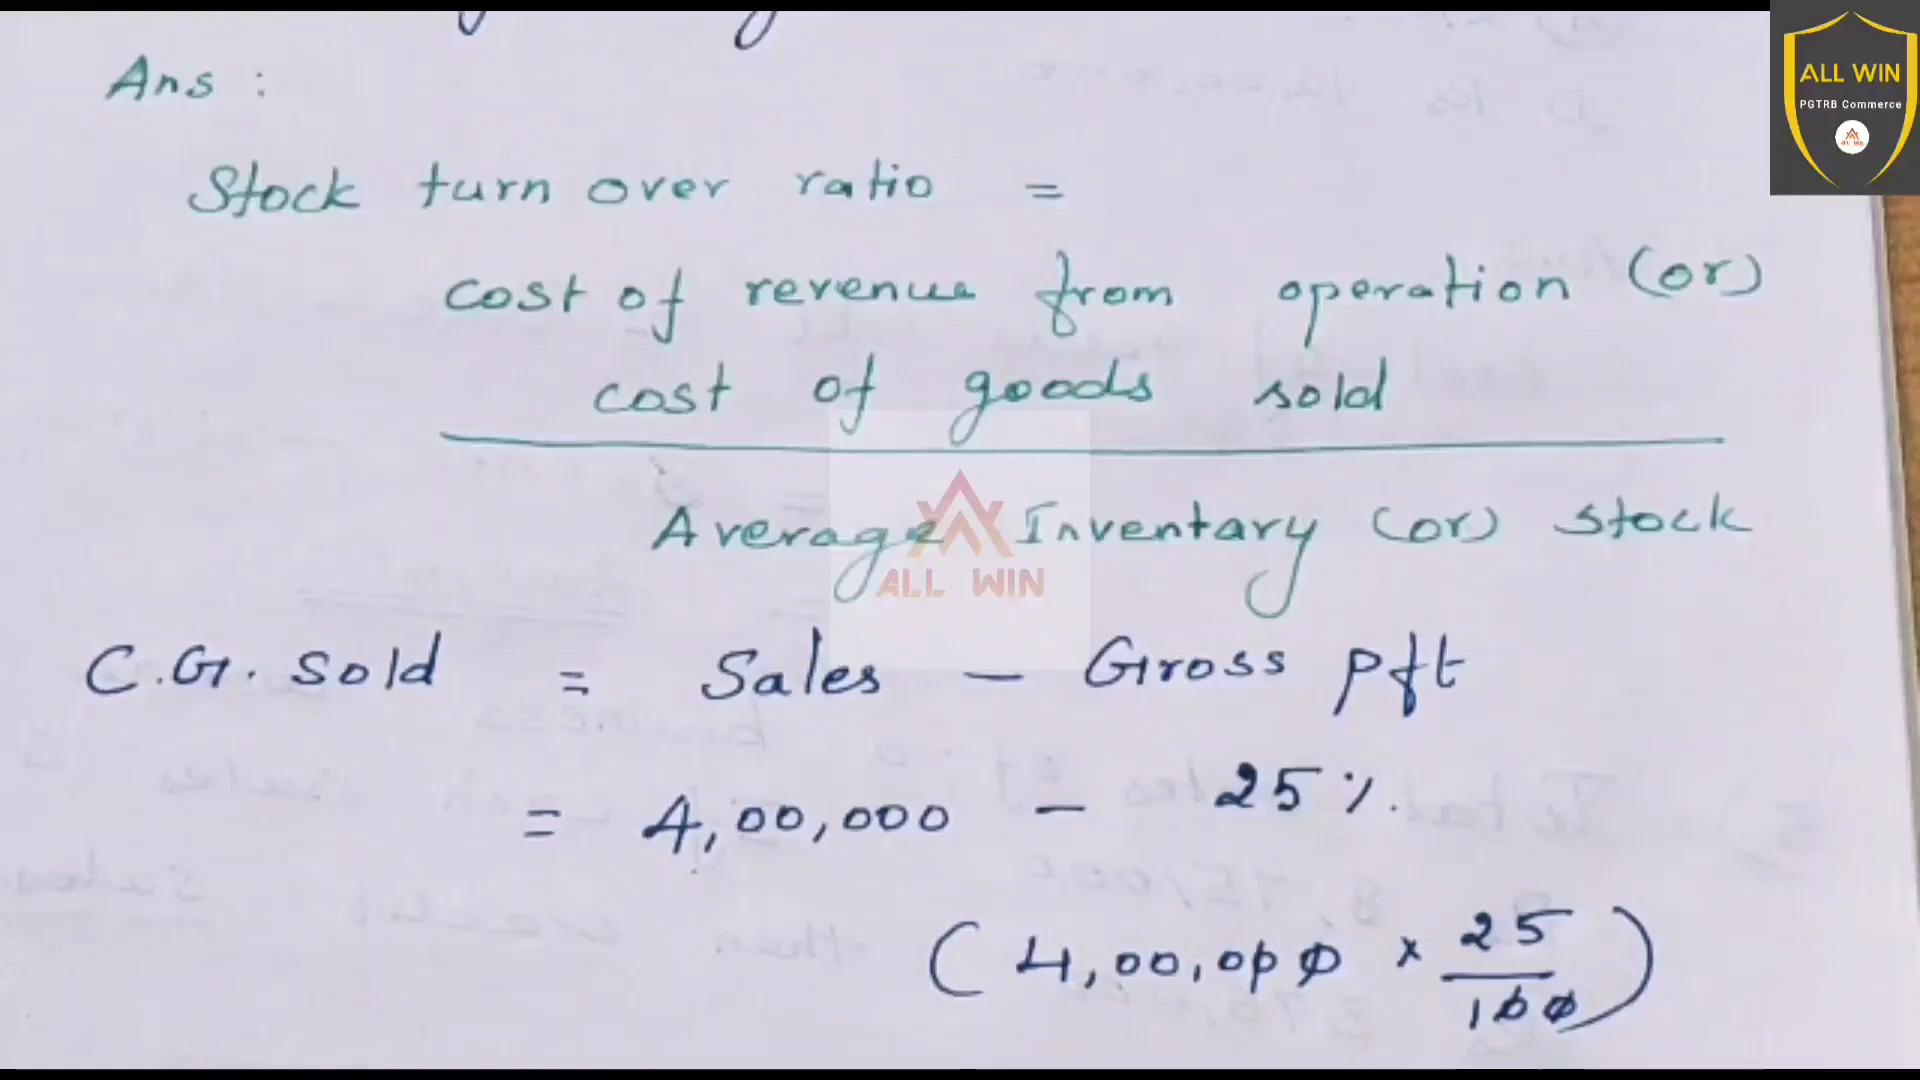 ALL WIN
PGTRB Commerce
Ans :
Stock turn over ratio =
cost of revenue from operation (or)
cost of goods sold
Average Inventary (or) stock
ALL WIN
C.G. sold = Sales - Gross pft
= 4,00,000 - 25%.
(4,00,000 × 25/100)